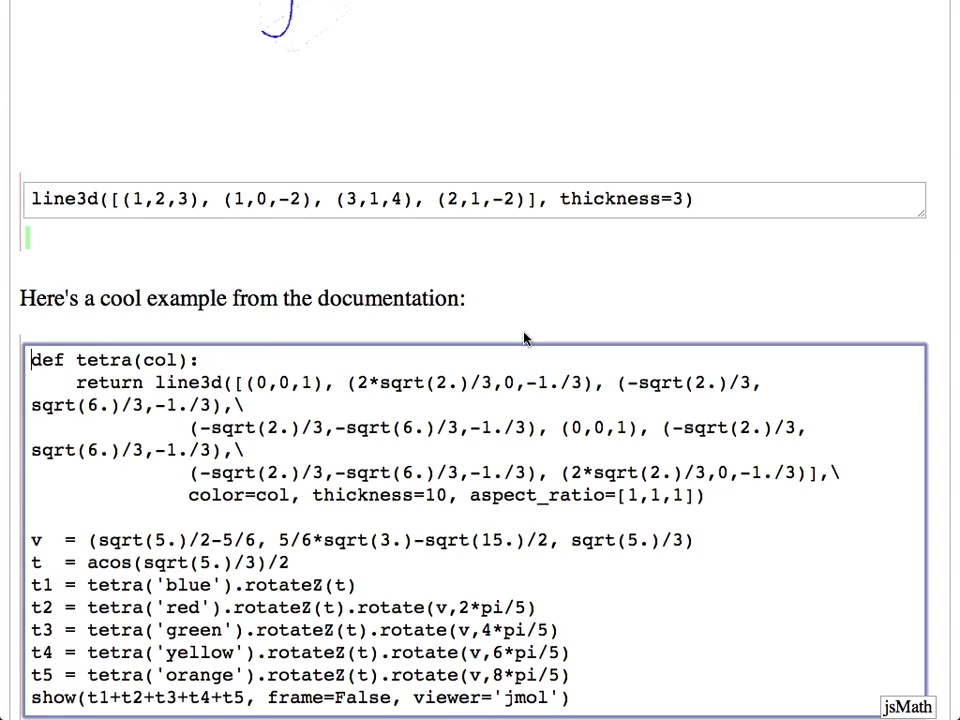 line3d([(1,2,3), (1,0,-2), (3,1,4), (2,1,-2)], thickness=3)
Here's a cool example from the documentation:
def tetra(col):
    return line3d([(0,0,1), (2*sqrt(2.)/3,0,-1./3), (-sqrt(2.)/3,
sqrt(6.)/3,-1./3),\
              (-sqrt(2.)/3,-sqrt(6.)/3,-1./3), (0,0,1), (-sqrt(2.)/3,
sqrt(6.)/3,-1./3),\
              (-sqrt(2.)/3,-sqrt(6.)/3,-1./3), (2*sqrt(2.)/3,0,-1./3)],\
              color=col, thickness=10, aspect_ratio=[1,1,1])
v  = (sqrt(5.)/2-5/6, 5/6*sqrt(3.)-sqrt(15.)/2, sqrt(5.)/3)
t  = acos(sqrt(5.)/3)/2
t1 = tetra('blue').rotateZ(t)
t2 = tetra('red').rotateZ(t).rotate(v,2*pi/5)
t3 = tetra('green').rotateZ(t).rotate(v,4*pi/5)
t4 = tetra('yellow').rotateZ(t).rotate(v,6*pi/5)
t5 = tetra('orange').rotateZ(t).rotate(v,8*pi/5)
show(t1+t2+t3+t4+t5, frame=False, viewer='jmol')
jsMath